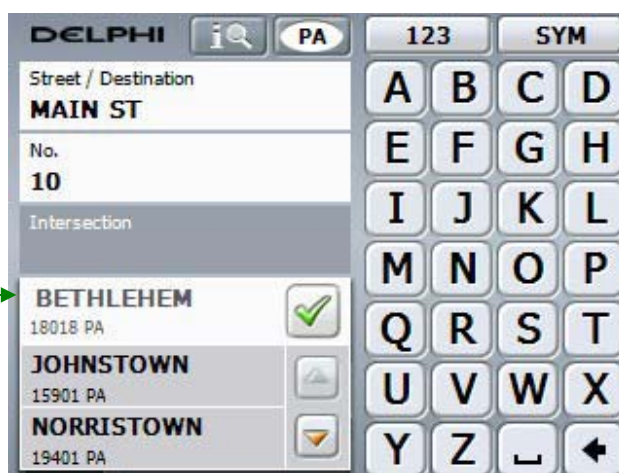 DELPHI PA 123 SYM
Street / Destination
MAIN ST
No.
10
Intersection
BETHLEHEM
18018 PA
JOHNSTOWN
15901 PA
NORRISTOWN
19401 PA
A B C D
E F G H
I J K L
M N O P
Q R S T
U V W X
Y Z